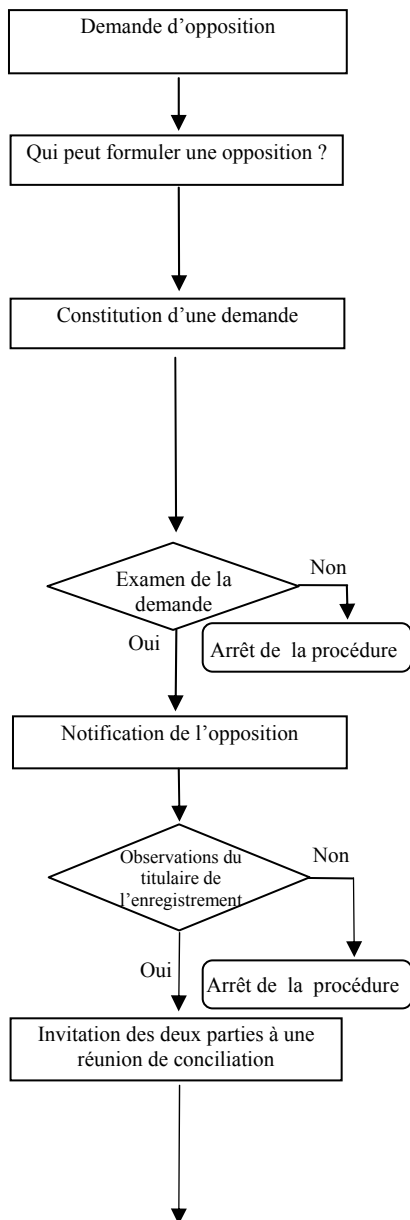 Demande d’opposition
Qui peut formuler une opposition ?
Constitution d’une demande
Non
Examen de la
demande
Oui
Arrêt de la procédure
Notification de l’opposition
Observations du
titulaire de
l’enregistrement
Non
Oui
Arrêt de la procédure
Invitation des deux parties à une
réunion de conciliation